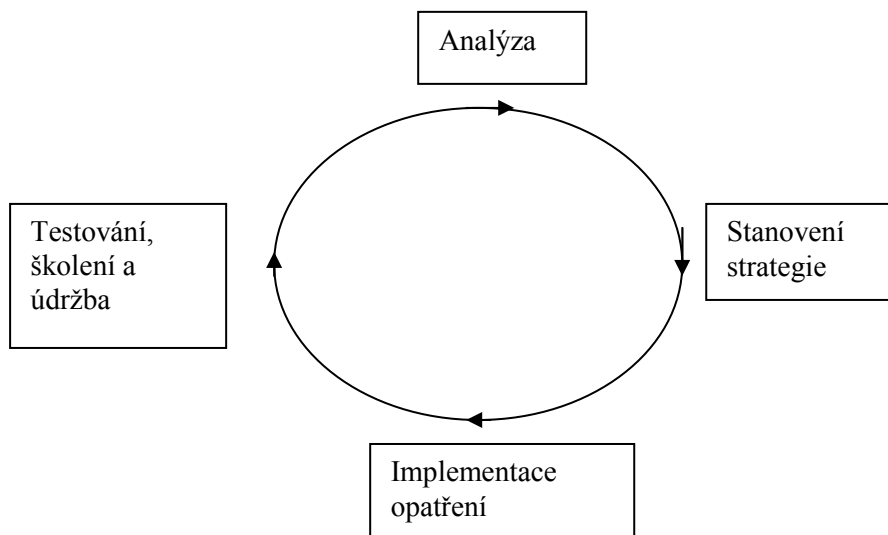 Analýza
Testování,
školení a
údržba
Stanovení
strategie
Implementace
opatření